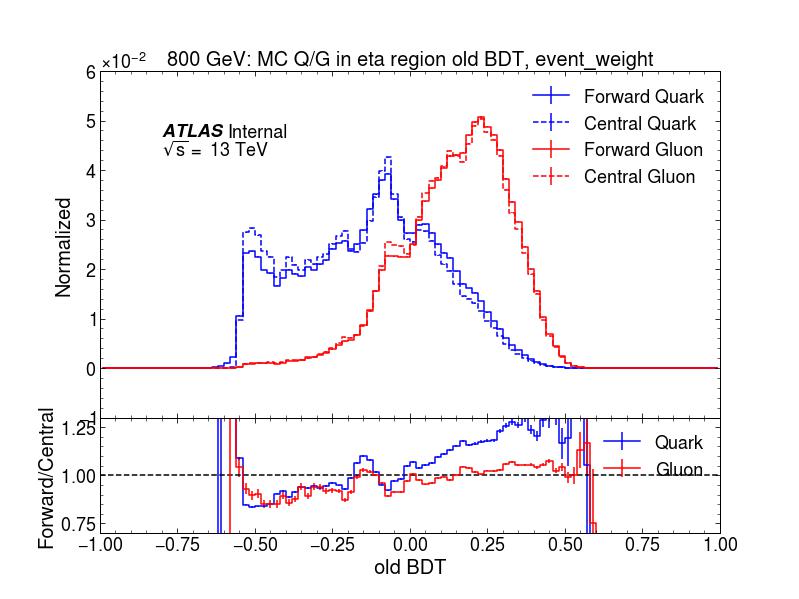 ×10⁻²
800 GeV: MC Q/G in eta region old BDT, event_weight
6
5
4
3
2
1
0
−1
Normalized
ATLAS Internal
√s = 13 TeV
Forward Quark
Central Quark
Forward Gluon
Central Gluon
1.25
1.00
0.75
Forward/Central
Quark
Gluon
−1.00 −0.75 −0.50 −0.25 0.00 0.25 0.50 0.75 1.00
old BDT